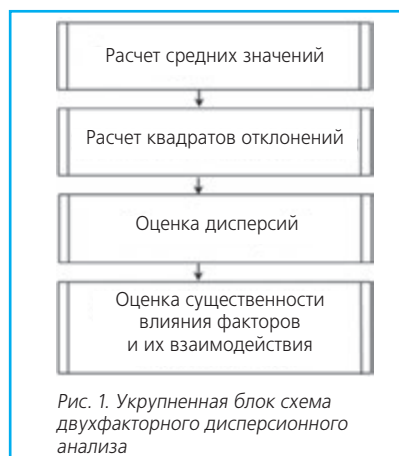 Расчет средних значений
Расчет квадратов отклонений
Оценка дисперсий
Оценка существенности
влияния факторов
и их взаимодействия
Рис. 1. Укрупненная блок схема
двухфакторного дисперсионного
анализа